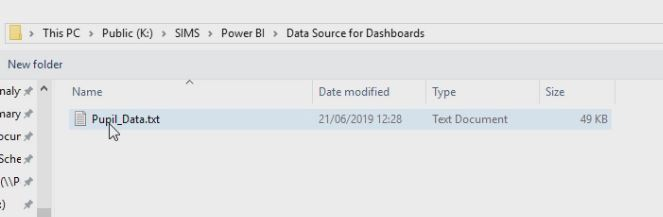 This PC > Public (K:) > SIMS > Power BI > Data Source for Dashboards
New folder
Name Date modified Type Size
Pupil_Data.txt 21/06/2019 12:28 Text Document 49 KB
naly
mary
ocur
Sche
(\\P
:)